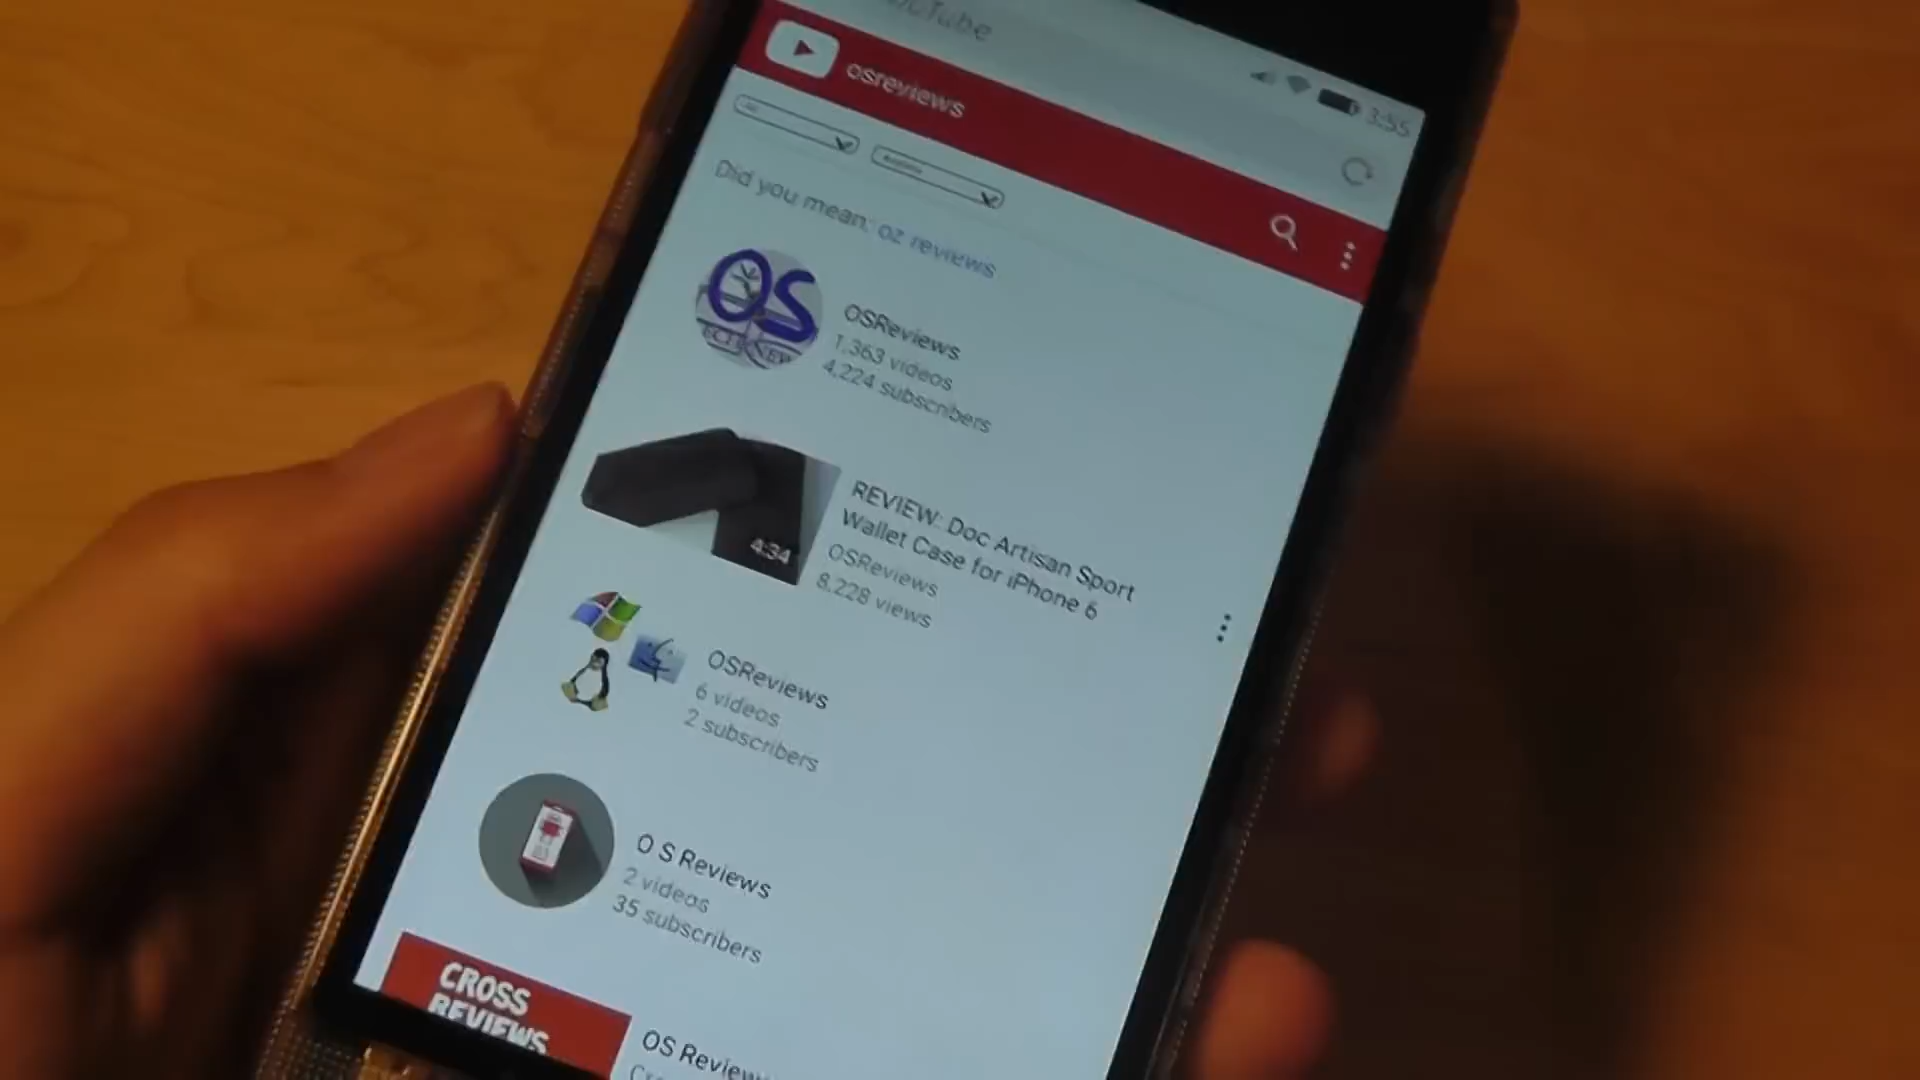 3:55
osreviews
Did you mean: oz reviews
OS
OSReviews
1,363 videos
4,224 subscribers
4:34
REVIEW: Doc Artisan Sport
Wallet Case for iPhone 6
OSReviews
8,228 views
OSReviews
6 videos
2 subscribers
O S Reviews
2 videos
35 subscribers
CROSS
REVIEWS
OS Review